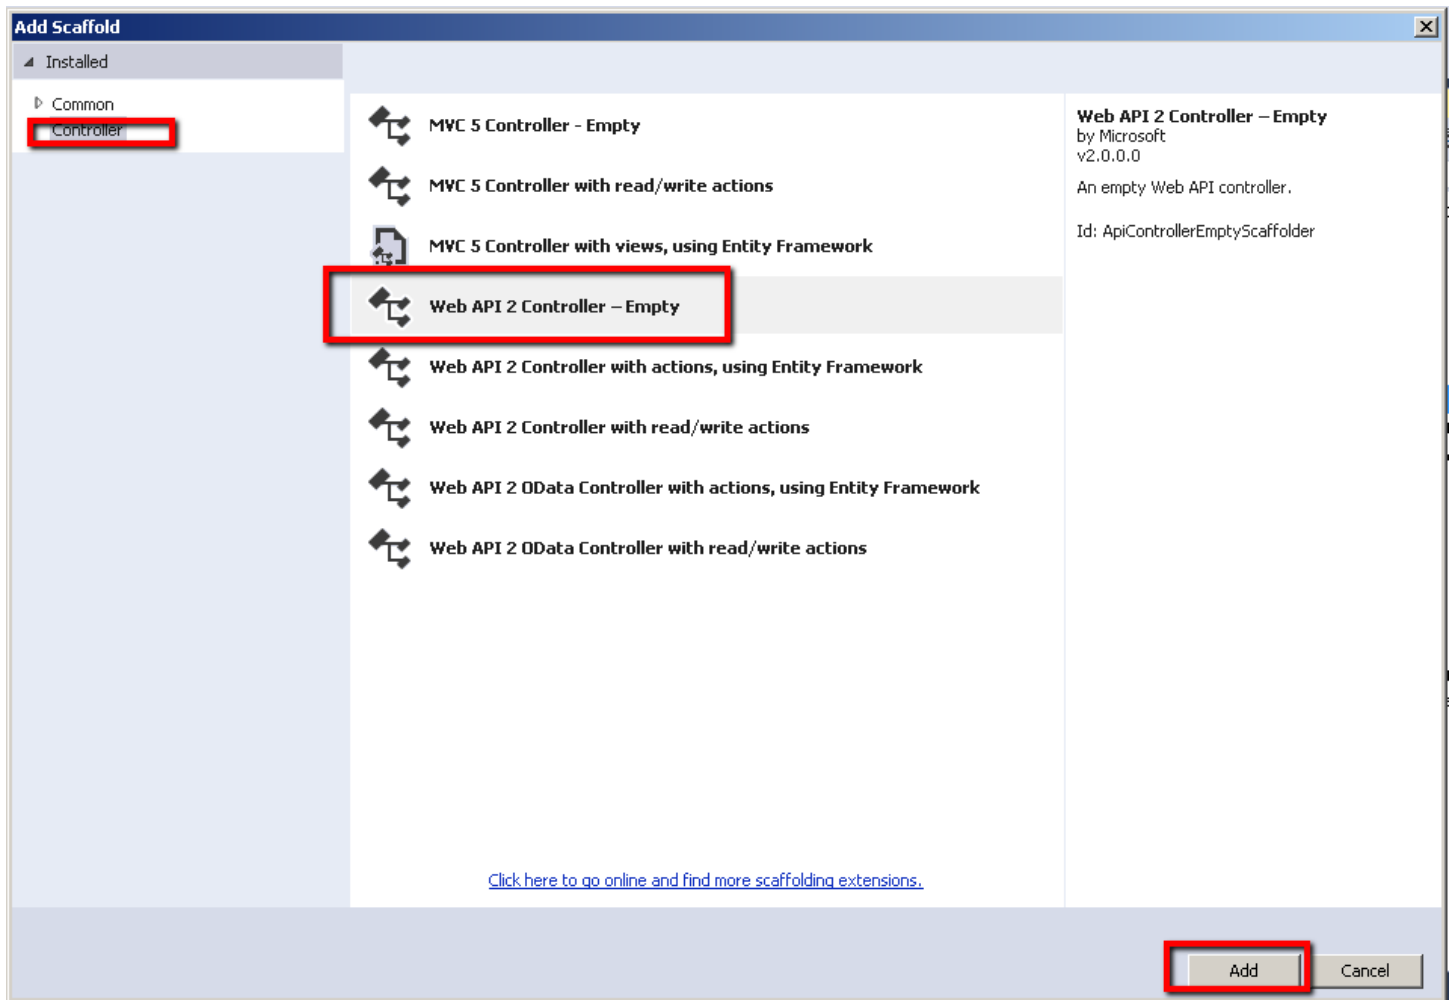 Add Scaffold
Installed
Common
Controller
MVC 5 Controller - Empty
MVC 5 Controller with read/write actions
MVC 5 Controller with views, using Entity Framework
Web API 2 Controller – Empty
Web API 2 Controller with actions, using Entity Framework
Web API 2 Controller with read/write actions
Web API 2 OData Controller with actions, using Entity Framework
Web API 2 OData Controller with read/write actions
Click here to go online and find more scaffolding extensions.
Web API 2 Controller – Empty
by Microsoft
v2.0.0.0
An empty Web API controller.
Id: ApiControllerEmptyScaffolder
Add
Cancel